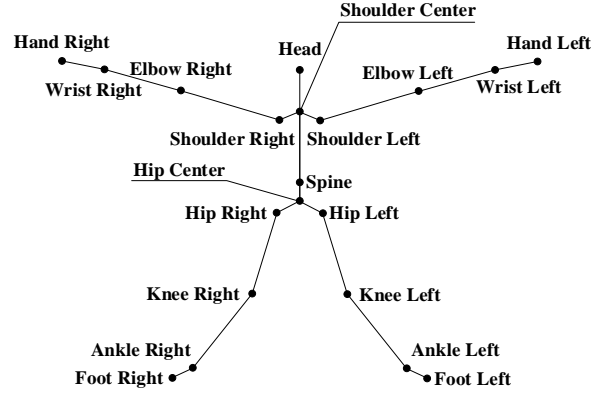 Shoulder Center
Hand Right
Head
Hand Left
Elbow Right
Elbow Left
Wrist Right
Wrist Left
Shoulder Right
Shoulder Left
Hip Center
Spine
Hip Right
Hip Left
Knee Right
Knee Left
Ankle Right
Ankle Left
Foot Right
Foot Left